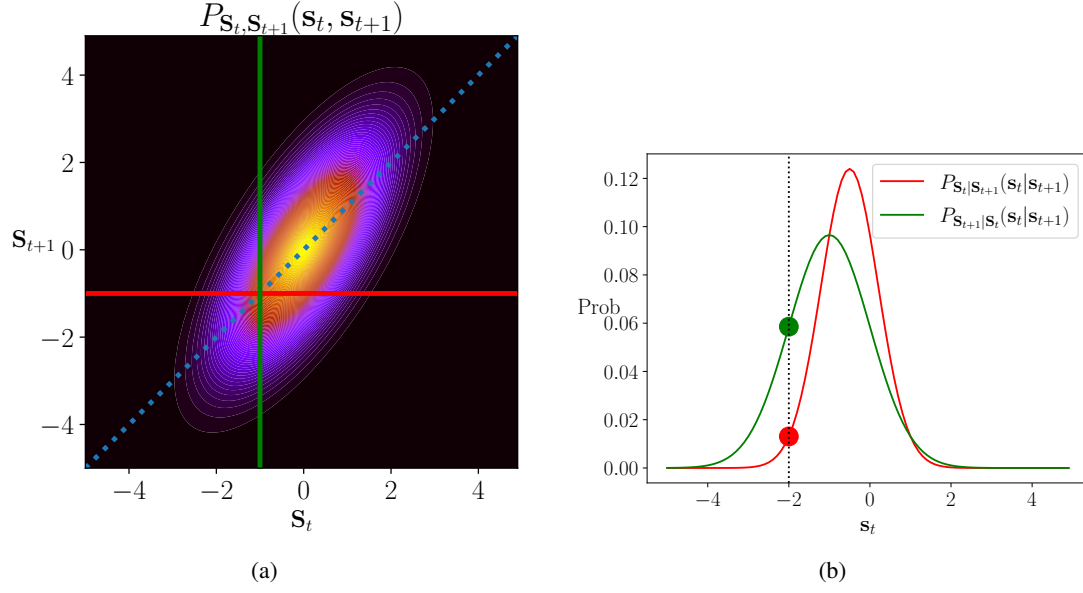 P_{𝐒_t,𝐒_{t+1}}(𝐬_t, 𝐬_{t+1})
4
2
0
−2
−4
𝐬_{t+1}
−4 −2 0 2 4
𝐬_t
(a)
0.12
0.10
0.08
0.06
0.04
0.02
0.00
Prob
P_{𝐒_t|𝐒_{t+1}}(𝐬_t|𝐬_{t+1})
P_{𝐒_{t+1}|𝐒_t}(𝐬_t|𝐬_{t+1})
−4 −2 0 2 4
𝐬_t
(b)